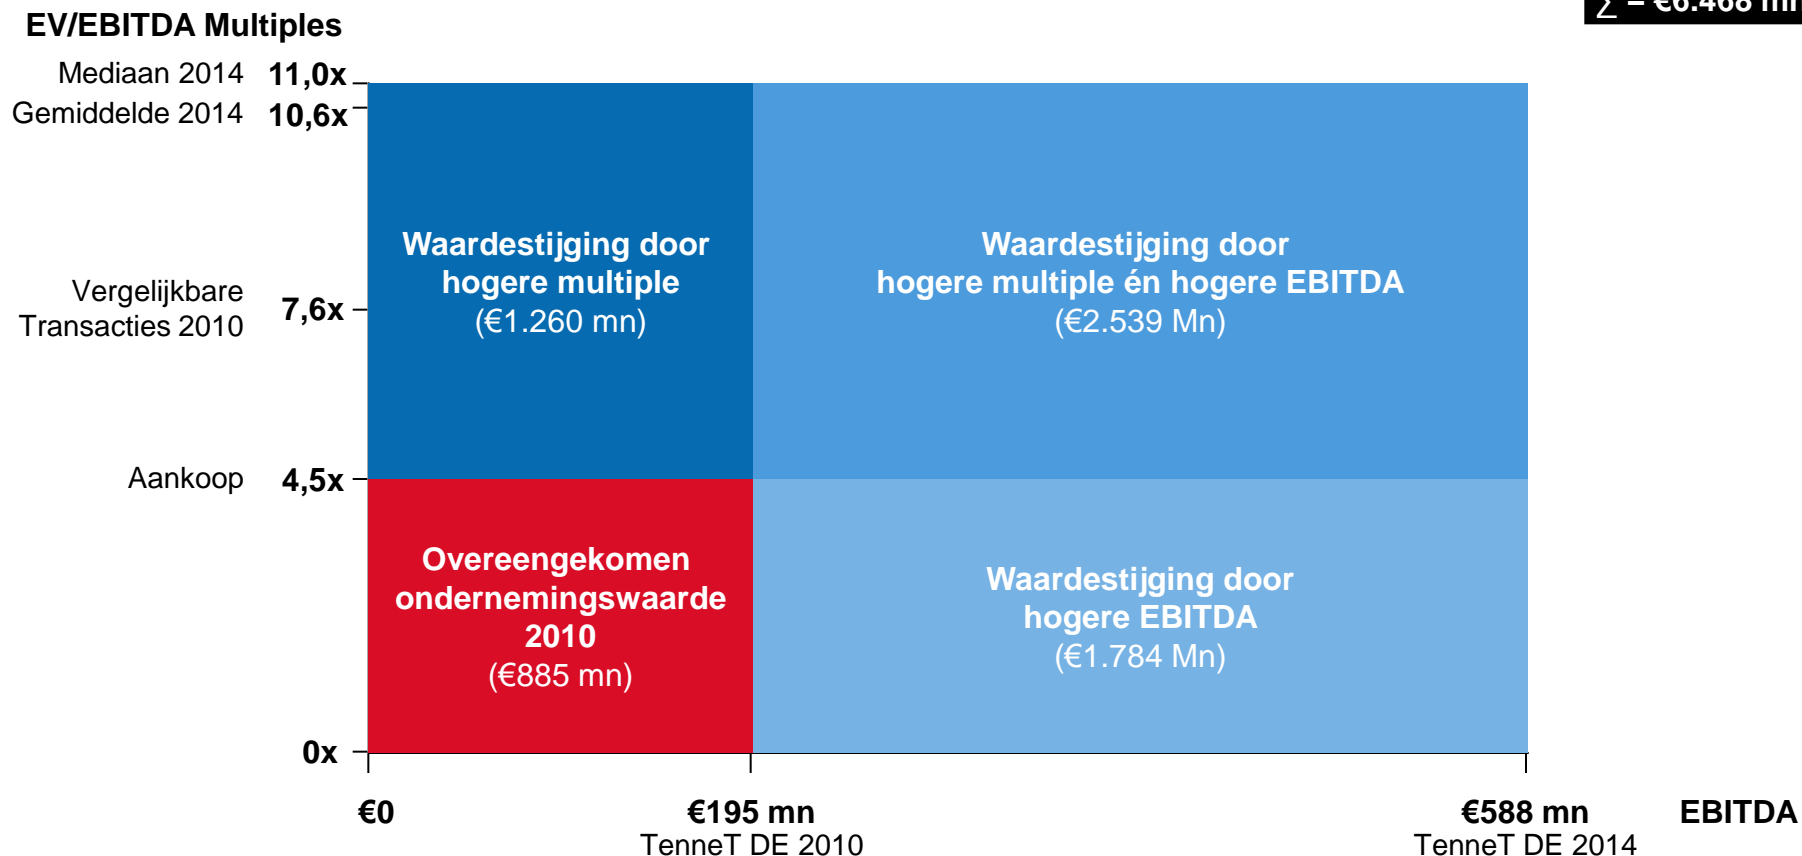 ∑ = €6.468 mn
EV/EBITDA Multiples
Mediaan 2014 11,0x
Gemiddelde 2014 10,6x
Vergelijkbare
Transacties 2010 7,6x
Aankoop 4,5x
0x
Waardestijging door
hogere multiple
(€1.260 mn)
Waardestijging door
hogere multiple én hogere EBITDA
(€2.539 Mn)
Overeengekomen
ondernemingswaarde
2010
(€885 mn)
Waardestijging door
hogere EBITDA
(€1.784 Mn)
€0
€195 mn
TenneT DE 2010
€588 mn
TenneT DE 2014
EBITDA